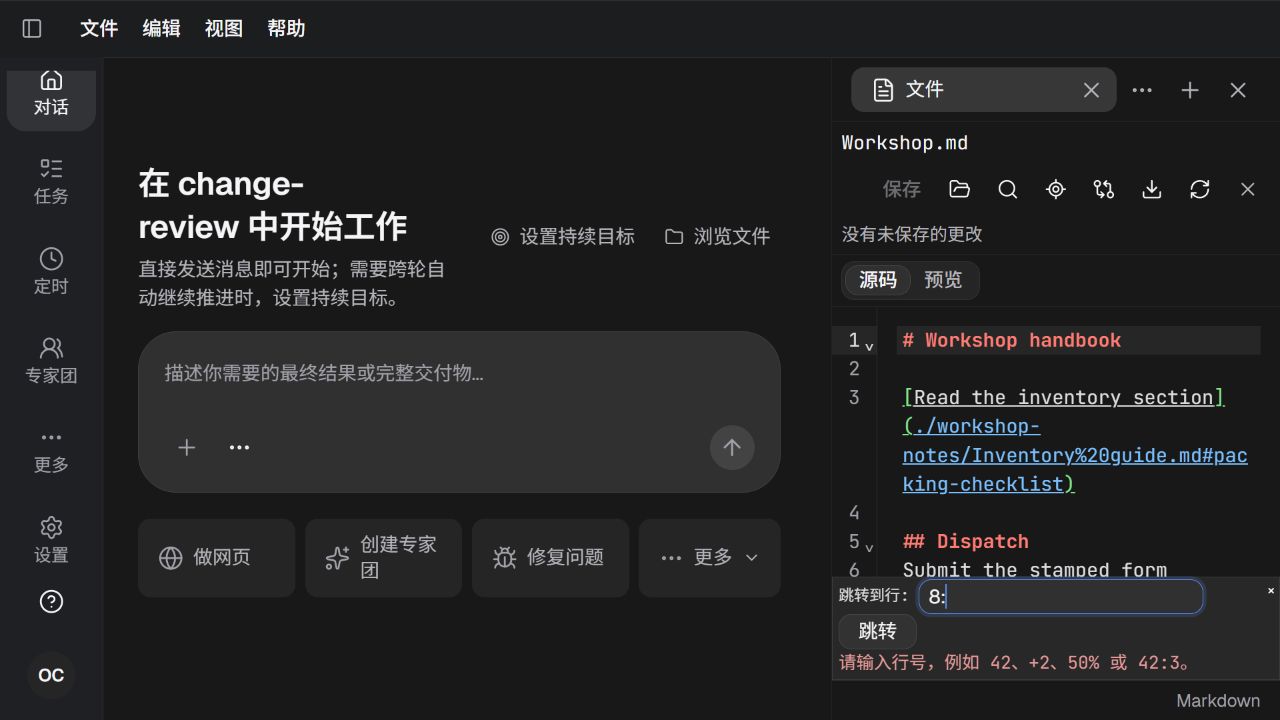 文件 编辑 视图 帮助
对话
任务
定时
专家团
更多
设置
OC
在 change-
review 中开始工作
设置持续目标 浏览文件
直接发送消息即可开始；需要跨轮自
动继续推进时，设置持续目标。
描述你需要的最终结果或完整交付物…
做网页
创建专家
团
修复问题
更多
文件
Workshop.md
保存
没有未保存的更改
源码 预览
1 # Workshop handbook
2
3 [Read the inventory section]
(./workshop-
notes/Inventory%20guide.md#pac
king-checklist)
4
5 ## Dispatch
6 Submit the stamped form
跳转到行: 8:
跳转
请输入行号，例如 42、+2、50% 或 42:3。
Markdown